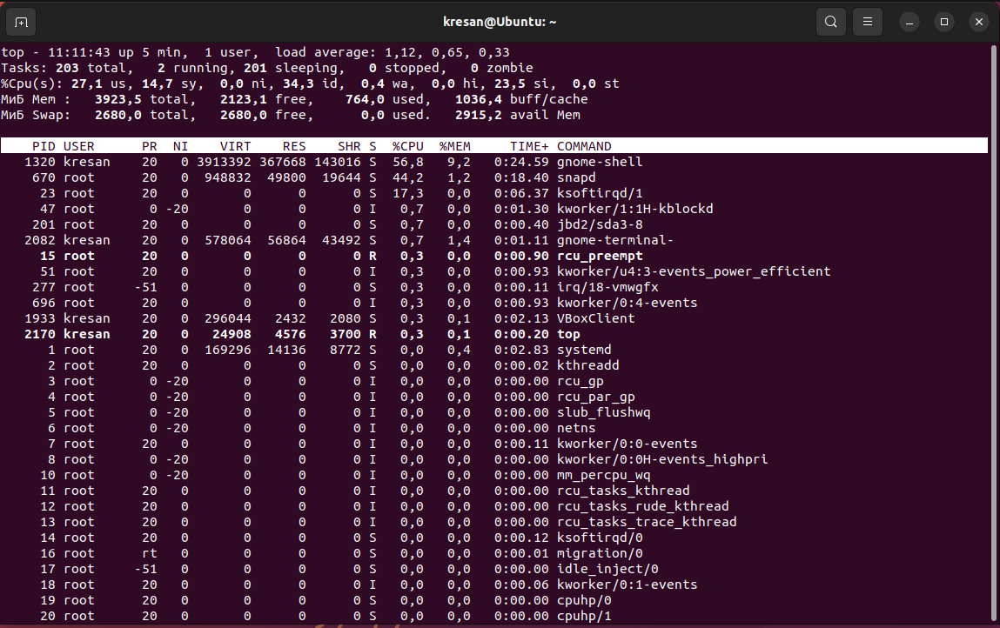 kresan@Ubuntu: ~
top - 11:11:43 up 5 min,  1 user,  load average: 1,12, 0,65, 0,33
Tasks: 203 total,   2 running, 201 sleeping,   0 stopped,   0 zombie
%Cpu(s): 27,1 us, 14,7 sy,  0,0 ni, 34,3 id,  0,4 wa,  0,0 hi, 23,5 si,  0,0 st
МиБ Mem :   3923,5 total,   2123,1 free,    764,0 used,   1036,4 buff/cache
МиБ Swap:   2680,0 total,   2680,0 free,      0,0 used.   2915,2 avail Mem
PID USER      PR  NI    VIRT    RES    SHR S  %CPU  %MEM     TIME+ COMMAND
1320 kresan    20   0 3913392 367668 143016 S  56,8   9,2   0:24.59 gnome-shell
670 root      20   0  948832  49800  19644 S  44,2   1,2   0:18.40 snapd
23 root      20   0       0      0      0 S  17,3   0,0   0:06.37 ksoftirqd/1
47 root       0 -20       0      0      0 I   0,7   0,0   0:01.30 kworker/1:1H-kblockd
201 root      20   0       0      0      0 S   0,7   0,0   0:00.40 jbd2/sda3-8
2082 kresan    20   0  578064  56864  43492 S   0,7   1,4   0:01.11 gnome-terminal-
15 root      20   0       0      0      0 R   0,3   0,0   0:00.90 rcu_preempt
51 root      20   0       0      0      0 I   0,3   0,0   0:00.93 kworker/u4:3-events_power_efficient
277 root     -51   0       0      0      0 S   0,3   0,0   0:00.11 irq/18-vmwgfx
696 root      20   0       0      0      0 I   0,3   0,0   0:00.93 kworker/0:4-events
1933 kresan    20   0  296044   2432   2080 S   0,3   0,1   0:02.13 VBoxClient
2170 kresan    20   0   24908   4576   3700 R   0,3   0,1   0:00.20 top
1 root      20   0  169296  14136   8772 S   0,0   0,4   0:02.83 systemd
2 root      20   0       0      0      0 S   0,0   0,0   0:00.02 kthreadd
3 root       0 -20       0      0      0 I   0,0   0,0   0:00.00 rcu_gp
4 root       0 -20       0      0      0 I   0,0   0,0   0:00.00 rcu_par_gp
5 root       0 -20       0      0      0 I   0,0   0,0   0:00.00 slub_flushwq
6 root       0 -20       0      0      0 I   0,0   0,0   0:00.00 netns
7 root      20   0       0      0      0 I   0,0   0,0   0:00.11 kworker/0:0-events
8 root       0 -20       0      0      0 I   0,0   0,0   0:00.00 kworker/0:0H-events_highpri
10 root       0 -20       0      0      0 I   0,0   0,0   0:00.00 mm_percpu_wq
11 root      20   0       0      0      0 I   0,0   0,0   0:00.00 rcu_tasks_kthread
12 root      20   0       0      0      0 I   0,0   0,0   0:00.00 rcu_tasks_rude_kthread
13 root      20   0       0      0      0 I   0,0   0,0   0:00.00 rcu_tasks_trace_kthread
14 root      20   0       0      0      0 S   0,0   0,0   0:00.12 ksoftirqd/0
16 root      rt   0       0      0      0 S   0,0   0,0   0:00.01 migration/0
17 root     -51   0       0      0      0 S   0,0   0,0   0:00.00 idle_inject/0
18 root      20   0       0      0      0 I   0,0   0,0   0:00.06 kworker/0:1-events
19 root      20   0       0      0      0 S   0,0   0,0   0:00.00 cpuhp/0
20 root      20   0       0      0      0 S   0,0   0,0   0:00.00 cpuhp/1